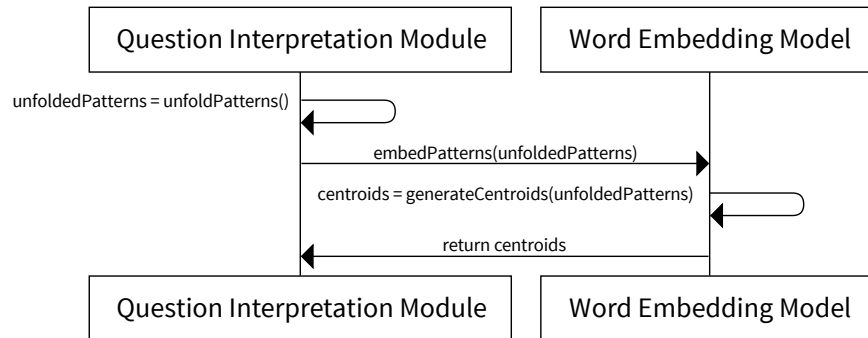 Question Interpretation Module
Word Embedding Model
unfoldedPatterns = unfoldPatterns()
embedPatterns(unfoldedPatterns)
centroids = generateCentroids(unfoldedPatterns)
return centroids
Question Interpretation Module
Word Embedding Model